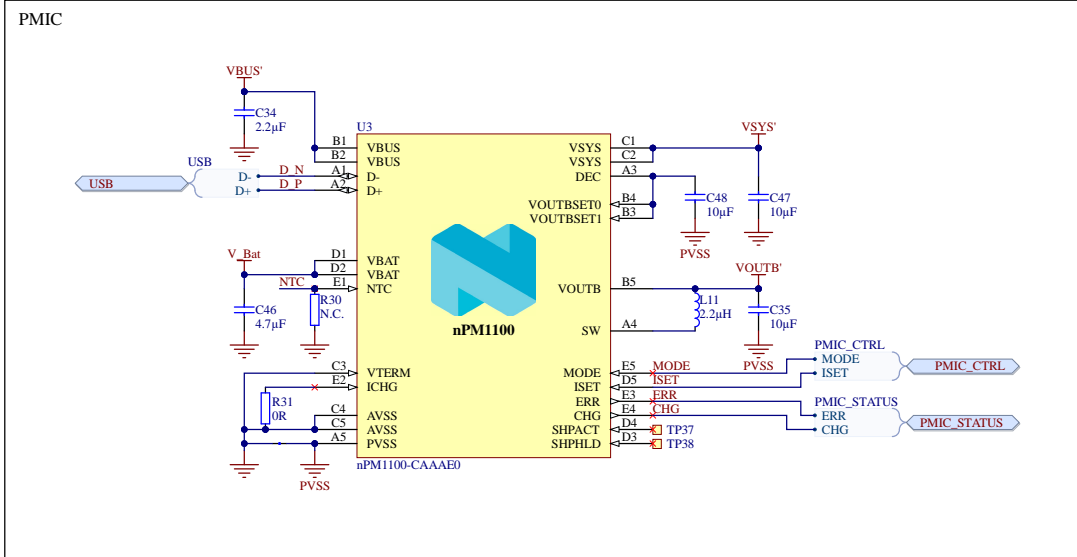 PMIC
VBUS'
C34
2.2µF
U3
B1 VBUS
B2 VBUS
USB
USB
D- D_N A1 D-
D+ D_P A2 D+
V_Bat
D1 VBAT
D2 VBAT
NTC E1 NTC
C46
4.7µF
R30
N.C.
C3 VTERM
E2 ICHG
R31
0R
C4 AVSS
C5 AVSS
A5 PVSS
PVSS
nPM1100
nPM1100-CAAAE0
VSYS'
VSYS C1
VSYS C2
DEC A3
VOUTBSET0 B4
VOUTBSET1 B3
C48
10µF
PVSS
C47
10µF
VOUTB'
VOUTB B5
L11
2.2µH
SW A4
C35
10µF
PVSS
MODE E5 MODE
ISET D5 ISET
ERR E3 ERR
CHG E4 CHG
SHPACT D4 TP37
SHPHLD D3 TP38
PMIC_CTRL
MODE
ISET
PMIC_CTRL
PMIC_STATUS
ERR
CHG
PMIC_STATUS